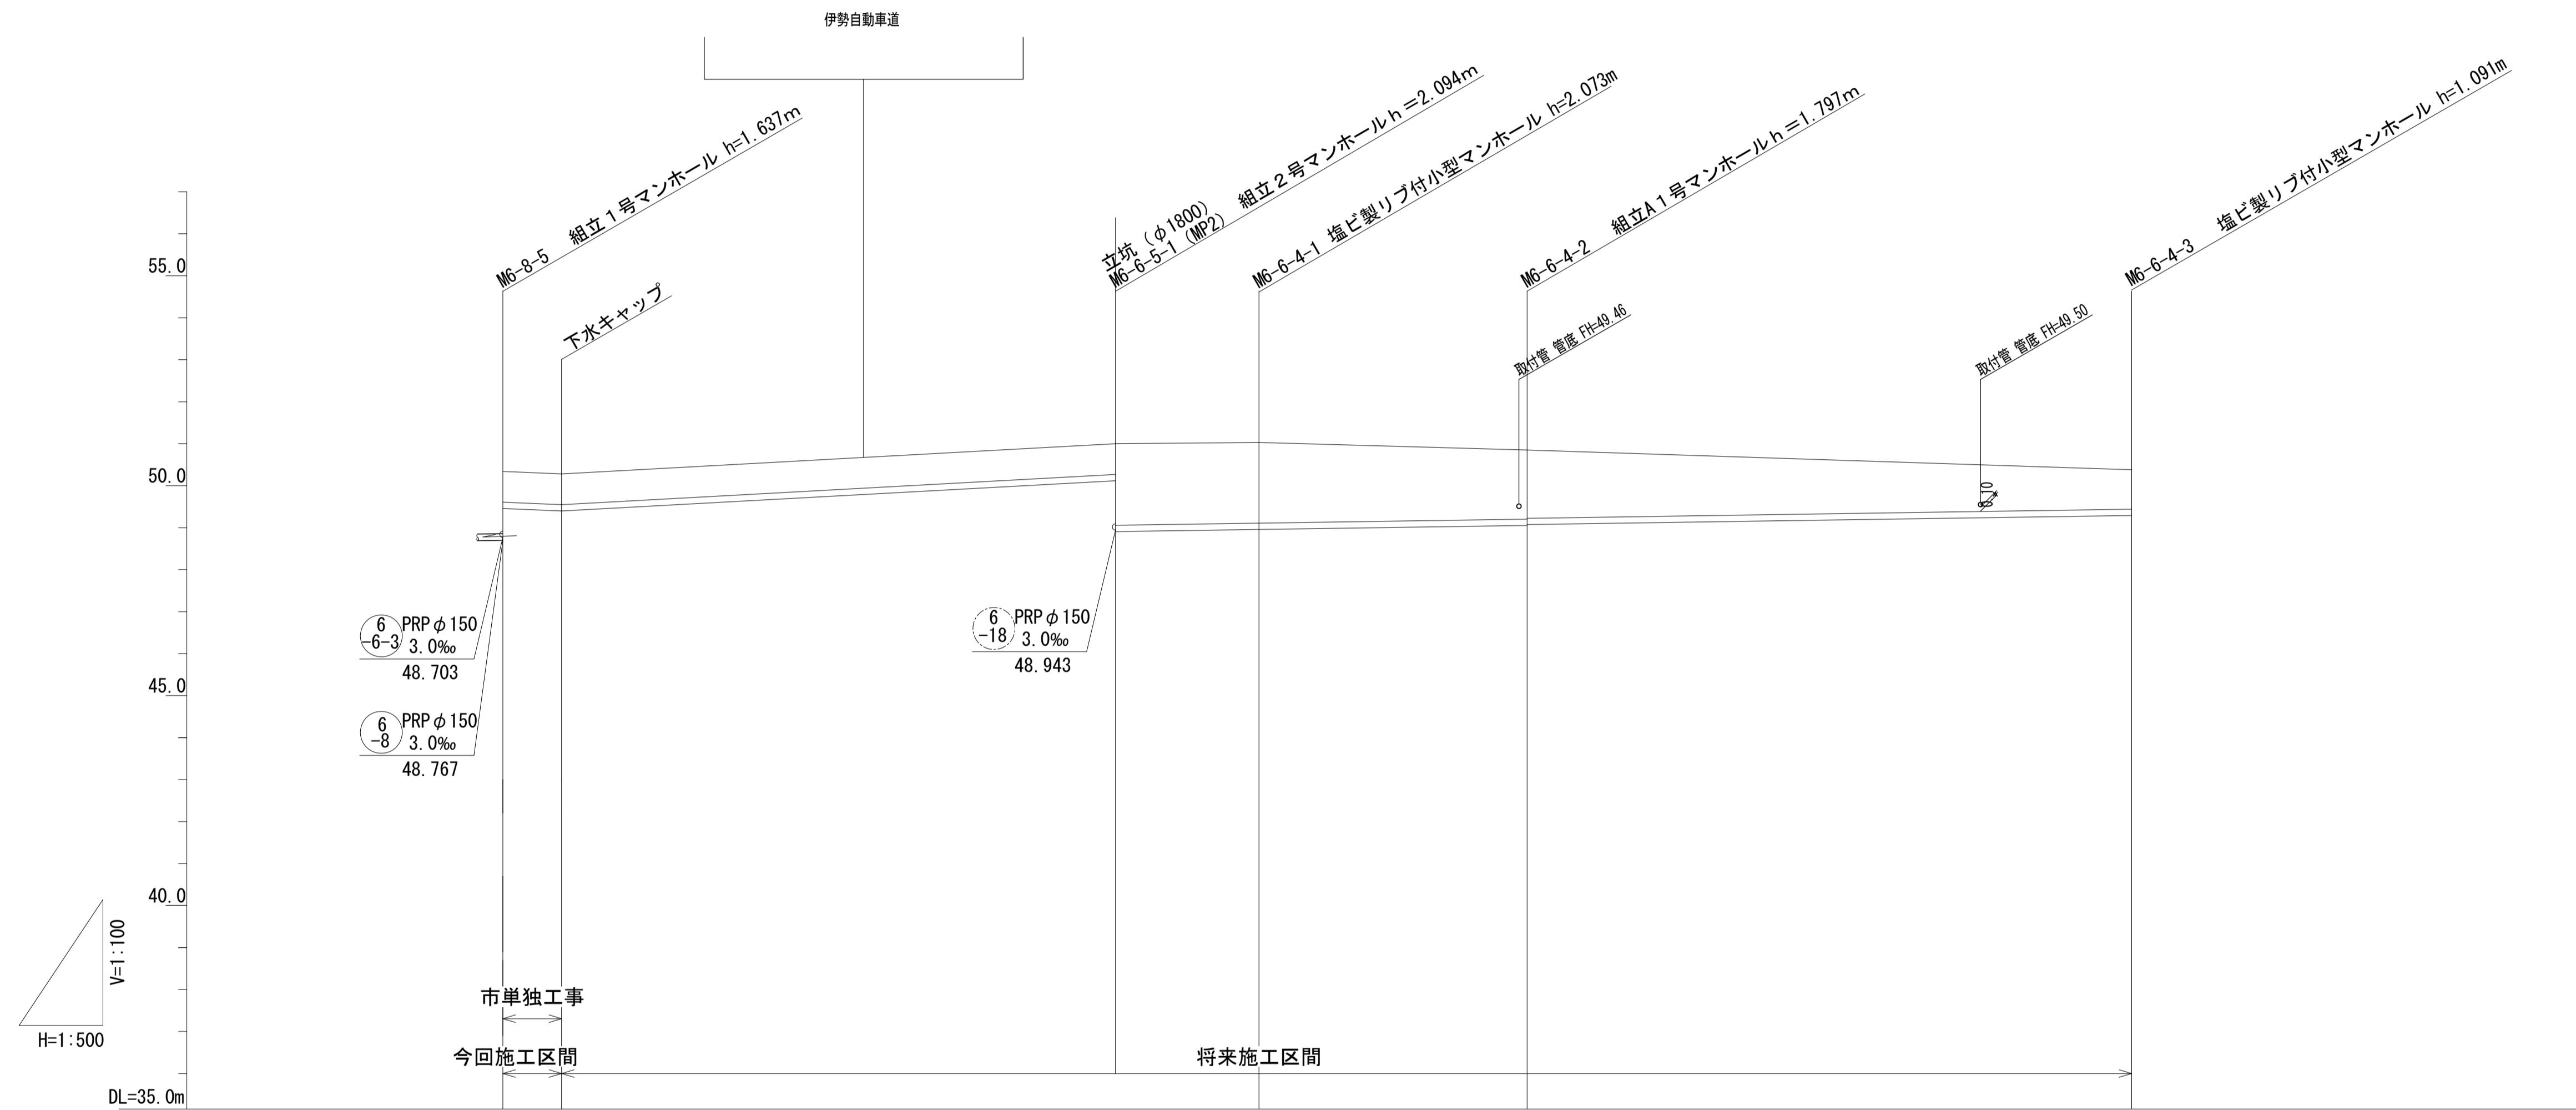 伊勢自動車道
M6-8-5　組立１号マンホール h=1.637m
下水キャップ
立坑（φ1800）
M6-6-5-1（MP2）　組立２号マンホールｈ＝2.094m
M6-6-4-1　塩ビ製リブ付小型マンホール h=2.073m
M6-6-4-2　組立A１号マンホールｈ＝1.797m
M6-6-4-3　塩ビ製リブ付小型マンホール h=1.091m
取付管 管底 FH=49.46
取付管 管底 FH=49.50
0.10
55.0
50.0
45.0
40.0
DL=35.0m
6
-6-3
PRPφ150
3.0‰
48.703
6
-8
PRPφ150
3.0‰
48.767
6
-18
PRPφ150
3.0‰
48.943
V=1:100
H=1:500
市単独工事
今回施工区間
将来施工区間